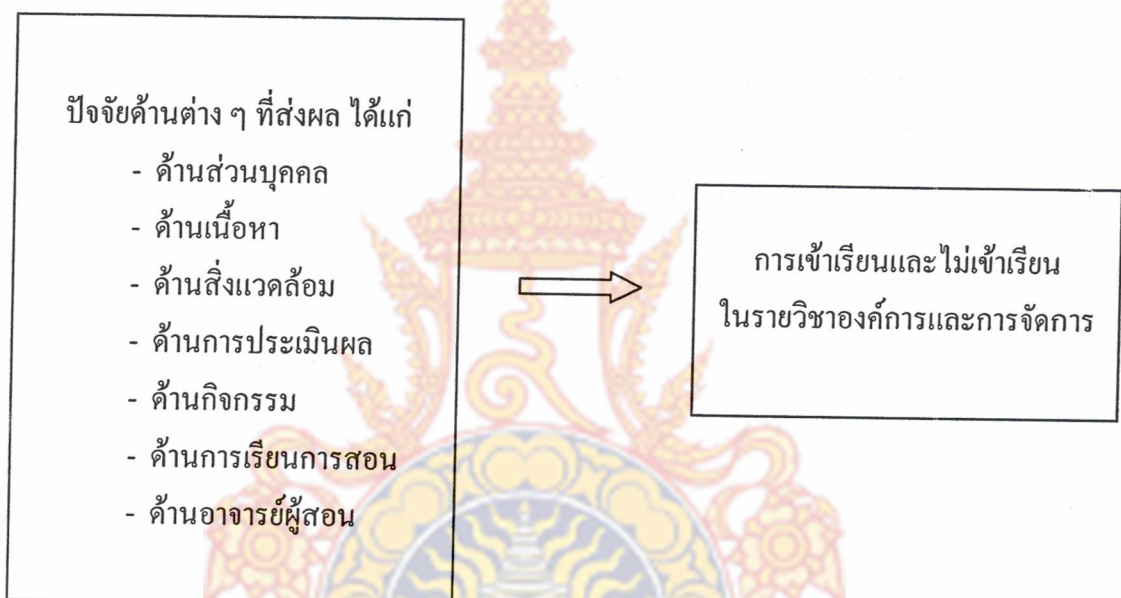 ปัจจัยด้านต่าง ๆ ที่ส่งผล ได้แก่
- ด้านส่วนบุคคล
- ด้านเนื้อหา
- ด้านสิ่งแวดล้อม
- ด้านการประเมินผล
- ด้านกิจกรรม
- ด้านการเรียนการสอน
- ด้านอาจารย์ผู้สอน
การเข้าเรียนและไม่เข้าเรียน
ในรายวิชาองค์การและการจัดการ